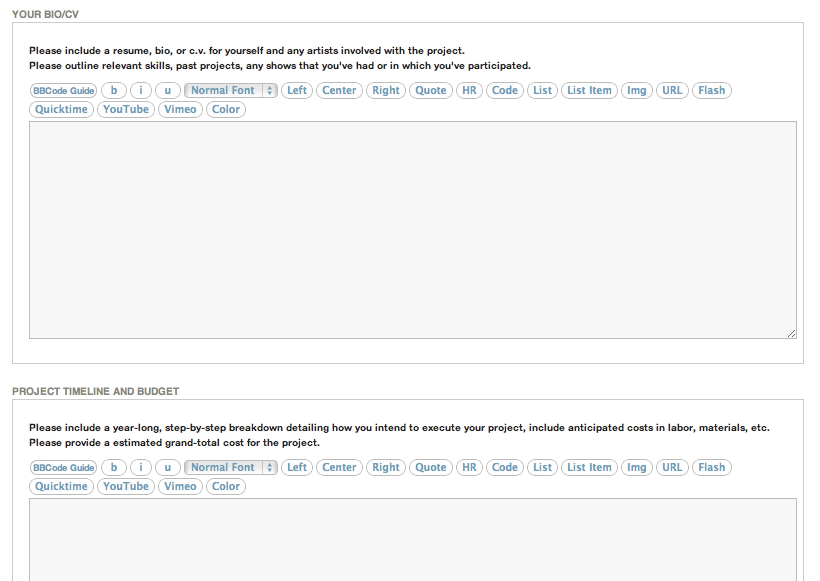 YOUR BIO/CV
Please include a resume, bio, or c.v. for yourself and any artists involved with the project.
Please outline relevant skills, past projects, any shows that you've had or in which you've participated.
BBCode Guide b i u Normal Font Left Center Right Quote HR Code List List Item Img URL Flash
Quicktime YouTube Vimeo Color
PROJECT TIMELINE AND BUDGET
Please include a year-long, step-by-step breakdown detailing how you intend to execute your project, include anticipated costs in labor, materials, etc.
Please provide a estimated grand-total cost for the project.
BBCode Guide b i u Normal Font Left Center Right Quote HR Code List List Item Img URL Flash
Quicktime YouTube Vimeo Color